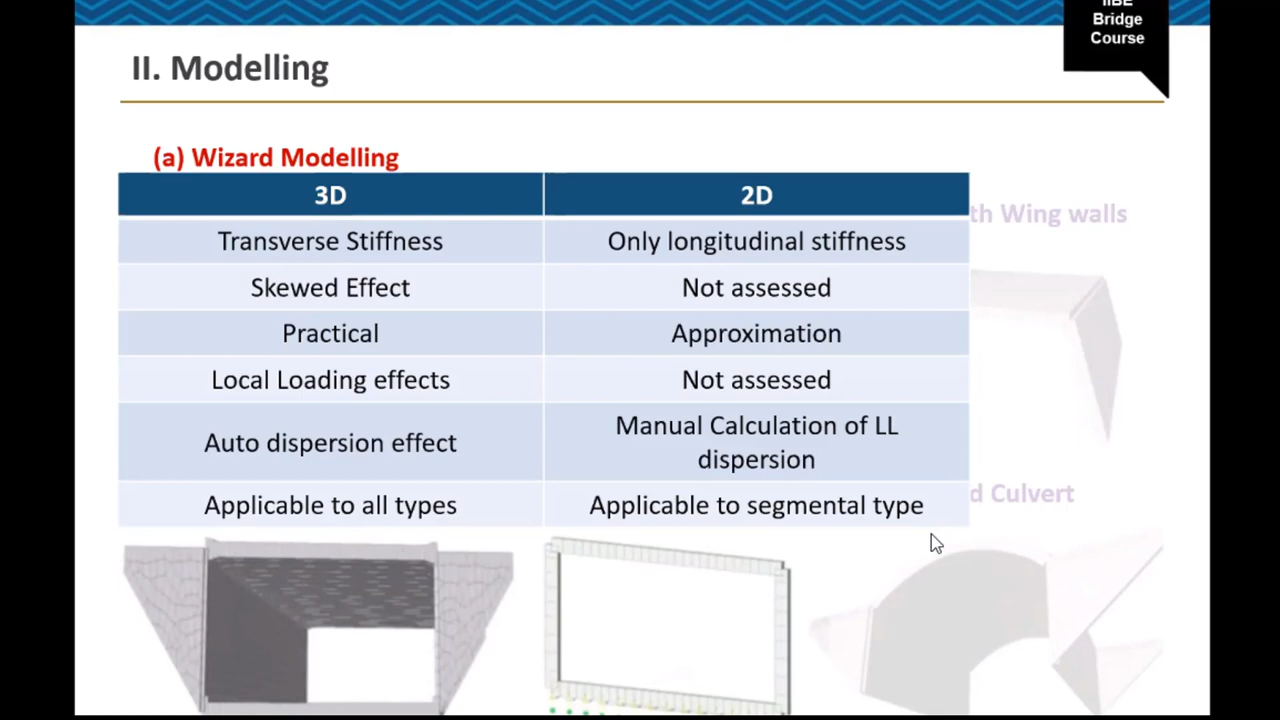 IIBE
Bridge
Course
II. Modelling
(a) Wizard Modelling
3D
2D
th Wing walls
Transverse Stiffness
Only longitudinal stiffness
Skewed Effect
Not assessed
Practical
Approximation
Local Loading effects
Not assessed
Auto dispersion effect
Manual Calculation of LL
dispersion
d Culvert
Applicable to all types
Applicable to segmental type